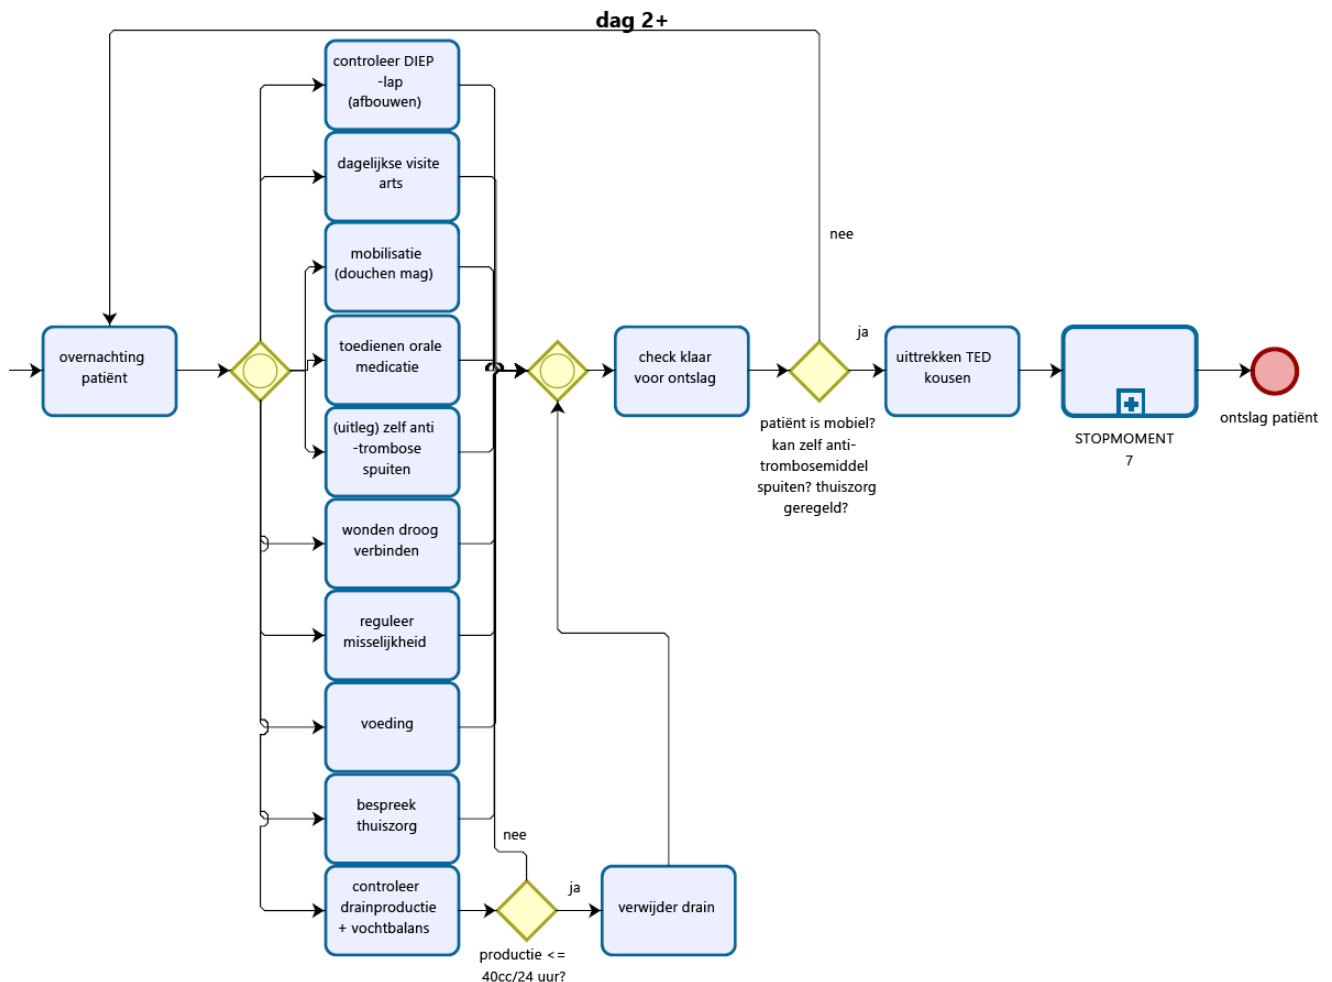 dag 2+
controleer DIEP
-lap
(afbouwen)
dagelijkse visite
arts
mobilisatie
(douchen mag)
nee
overnachting
patiënt
toedienen orale
medicatie
check klaar
voor ontslag
ja
uittrekken TED
kousen
STOPMOMENT
7
ontslag patiënt
patiënt is mobiel?
kan zelf anti-
trombosemiddel
spuiten? thuiszorg
geregeld?
(uitleg) zelf anti
-trombose
spuiten
wonden droog
verbinden
reguleer
misselijkheid
voeding
bespreek
thuiszorg
nee
controleer
drainproductie
+ vochtbalans
ja
verwijder drain
productie <=
40cc/24 uur?